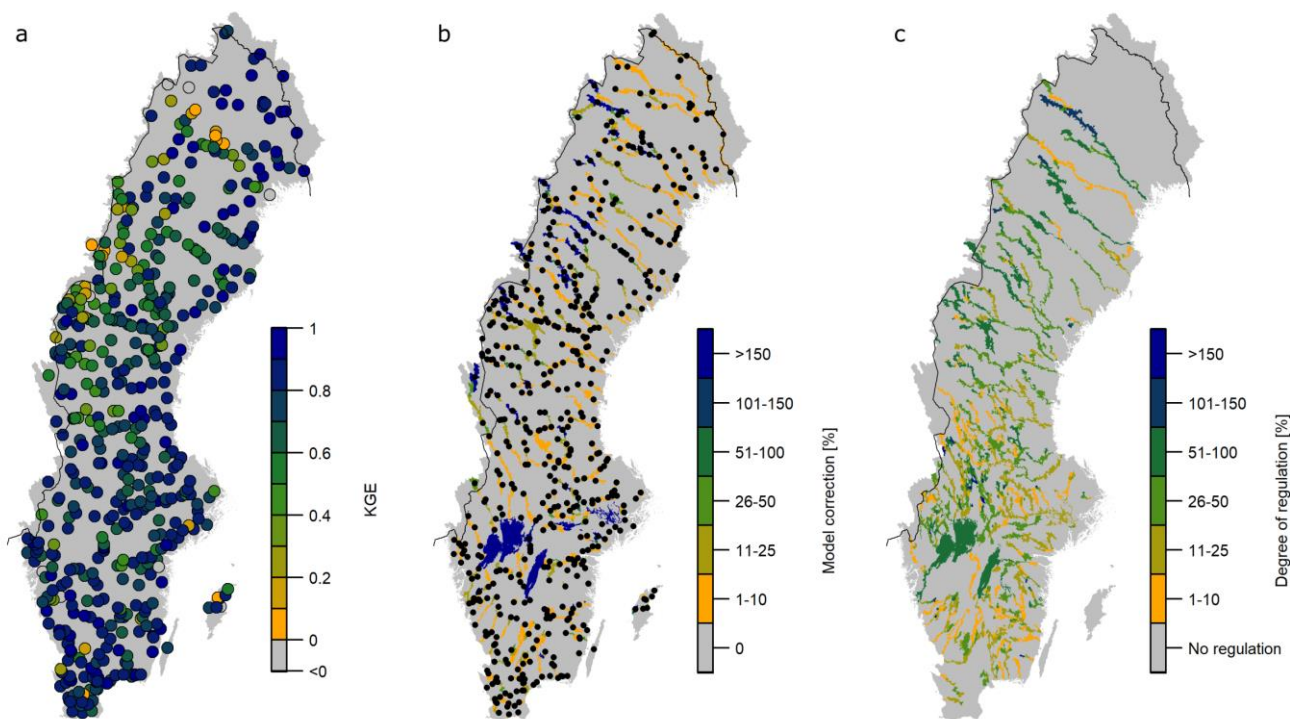 a
1
0.8
0.6
0.4
0.2
0
<0
KGE
b
>150
101-150
51-100
26-50
11-25
1-10
0
Model correction [%]
c
>150
101-150
51-100
26-50
11-25
1-10
No regulation
Degree of regulation [%]